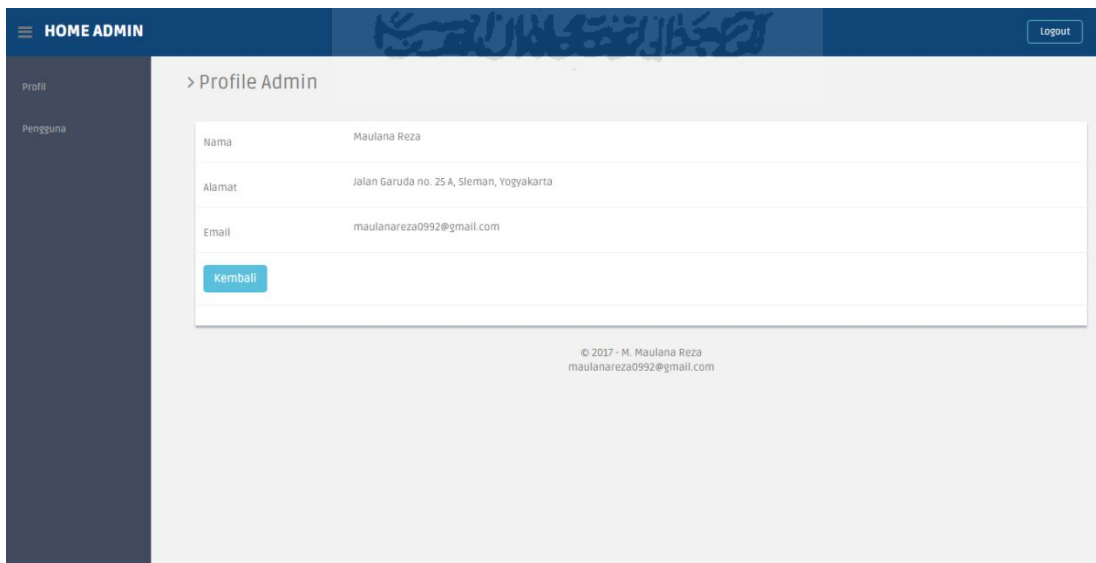 HOME ADMIN
Logout
Profil
Pengguna
> Profile Admin
Nama Maulana Reza
Alamat Jalan Garuda no. 25 A, Sleman, Yogyakarta
Email maulanareza0992@gmail.com
Kembali
© 2017 - M. Maulana Reza
maulanareza0992@gmail.com